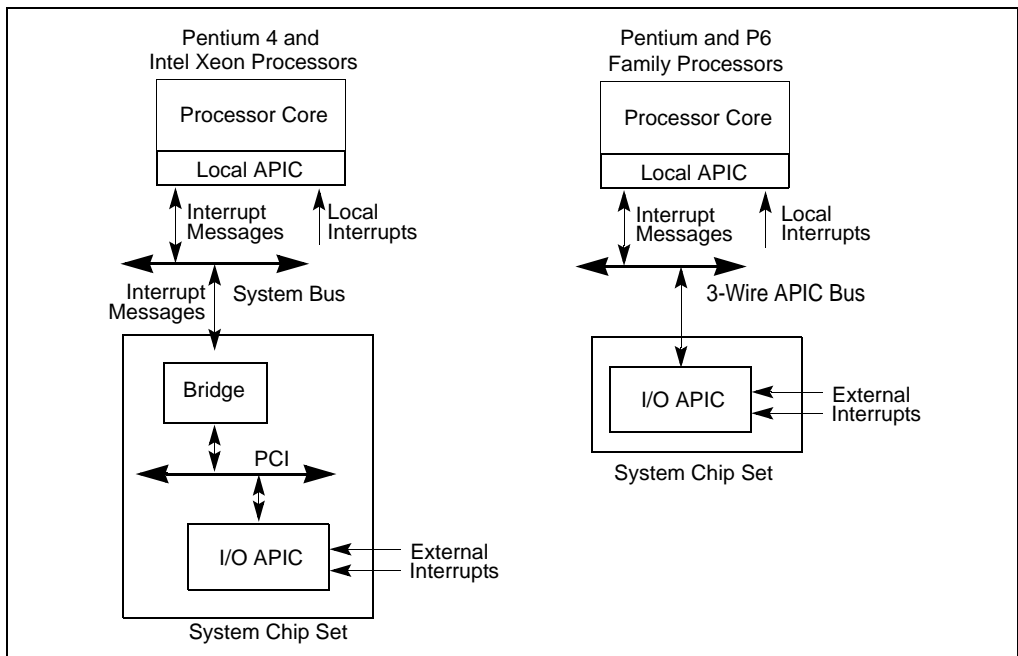 Pentium 4 and
Intel Xeon Processors
Processor Core
Local APIC
Interrupt
Messages
Local
Interrupts
Interrupt
Messages
System Bus
Bridge
PCI
I/O APIC
External
Interrupts
System Chip Set
Pentium and P6
Family Processors
Processor Core
Local APIC
Interrupt
Messages
Local
Interrupts
3-Wire APIC Bus
I/O APIC
External
Interrupts
System Chip Set